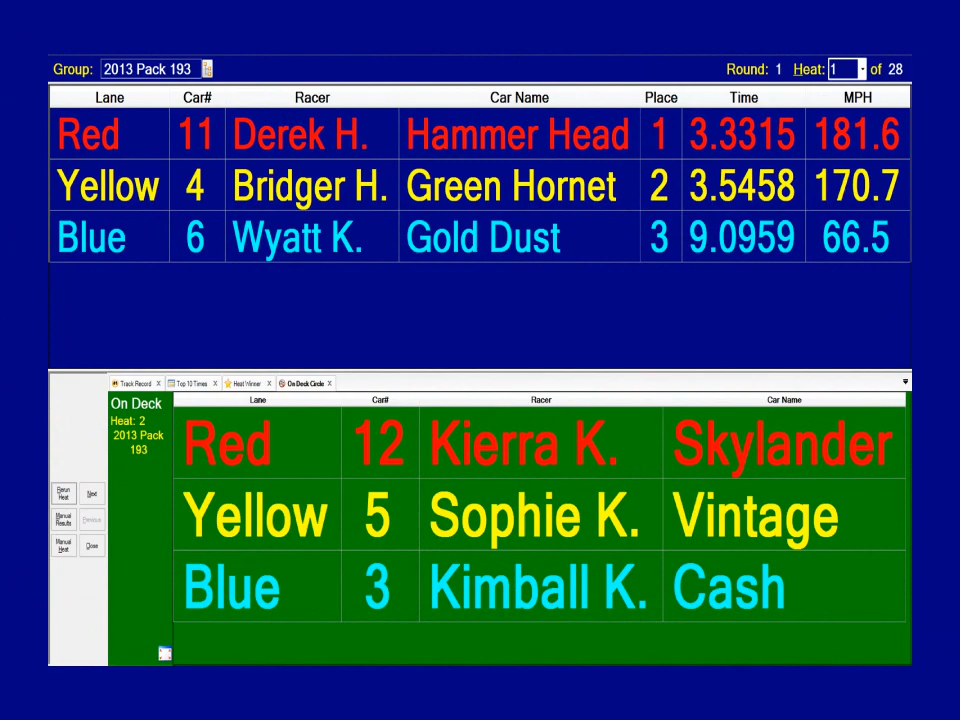 Group: 2013 Pack 193 Round: 1 Heat: 1 of 28
Lane Car# Racer Car Name Place Time MPH
Red 11 Derek H. Hammer Head 1 3.3315 181.6
Yellow 4 Bridger H. Green Hornet 2 3.5458 170.7
Blue 6 Wyatt K. Gold Dust 3 9.0959 66.5
Track Record X Top 10 Times X Heat Winner X On Deck Circle X
On Deck
Heat: 2
2013 Pack
193
Lane Car# Racer Car Name
Red 12 Kierra K. Skylander
Yellow 5 Sophie K. Vintage
Blue 3 Kimball K. Cash
Rerun
Heat
Next
Manual
Results
Previous
Manual
Heat
Close